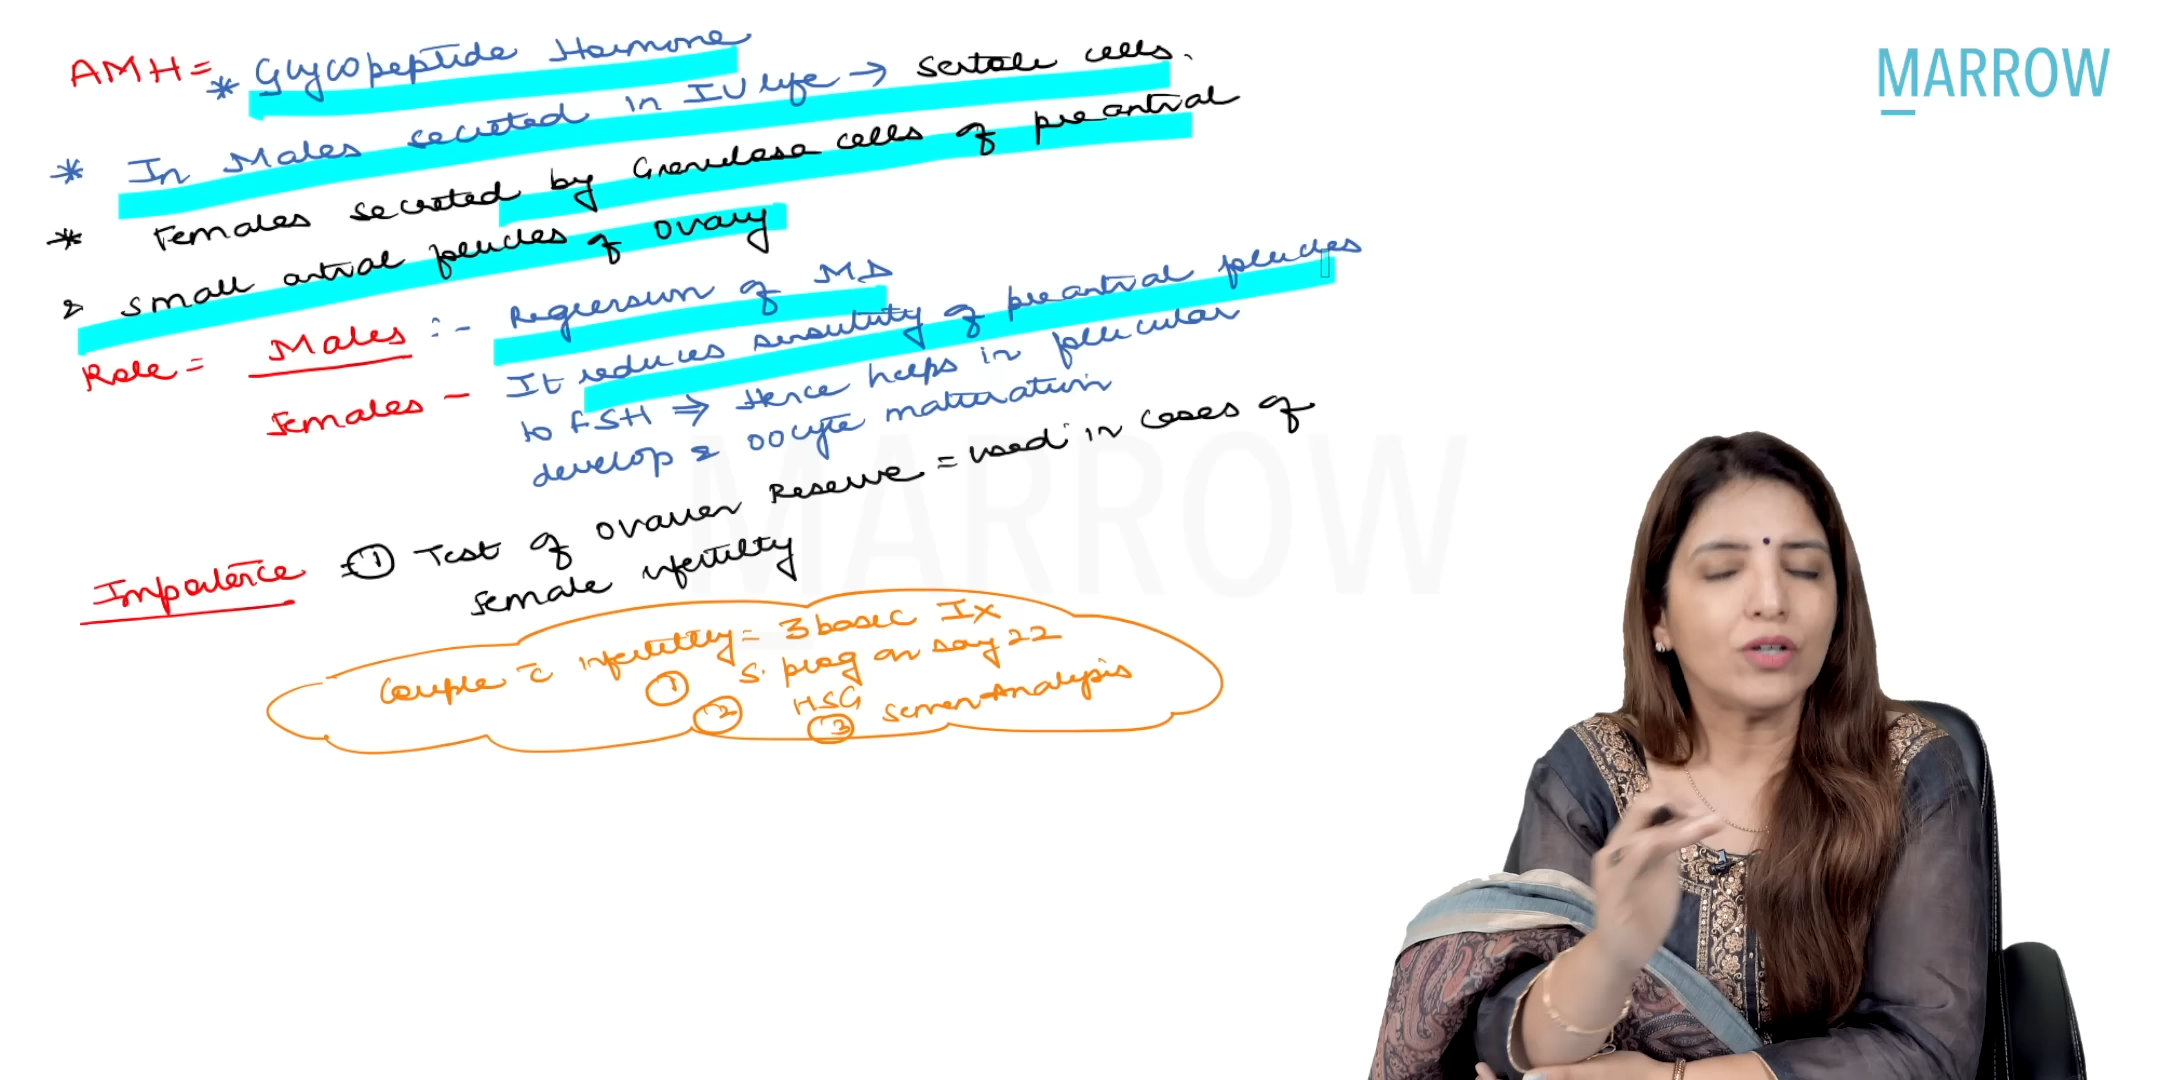 AMH = * Glycopeptide Hormone
* In Males secreted in IU life → Sertole cells.
* Females secreted by Granulosa cells of preantral
& small antral follicles of ovary
Role = Males :- Regression of MD
Females - It reduces sensitivity of preantral follicles
to FSH ⇒ Hence helps in follicular
develop & oocyte maturation
Importance = ① Test of ovarian Reserve = used in cases of
female infertilty
Couple c̄ infertility = 3 basic Ix
① S. prog on day 22
② HSG
③ Semen Analysis
MARROW
MARROW